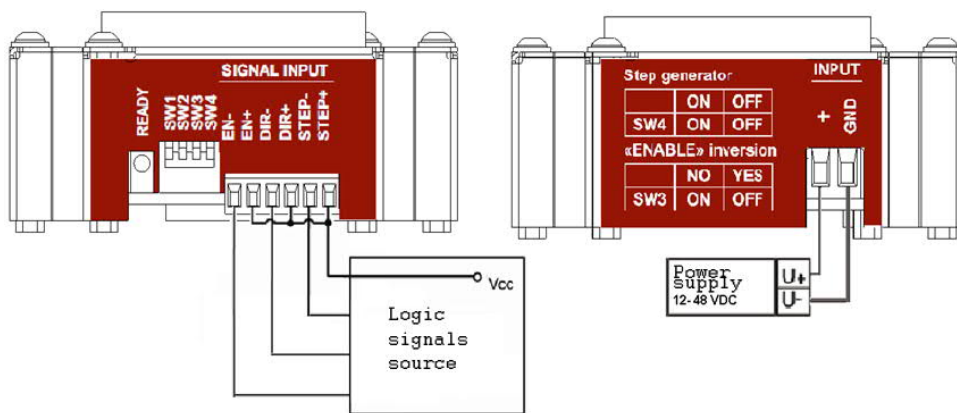 SIGNAL INPUT
READY
SW1
SW2
SW3
SW4
EN-
EN+
DIR-
DIR+
STEP-
STEP+
Vcc
Logic
signals
source
Step generator
ON OFF
SW4 ON OFF
«ENABLE» inversion
NO YES
SW3 ON OFF
INPUT
+
GND
Power
supply
12-48 VDC
U+
U-